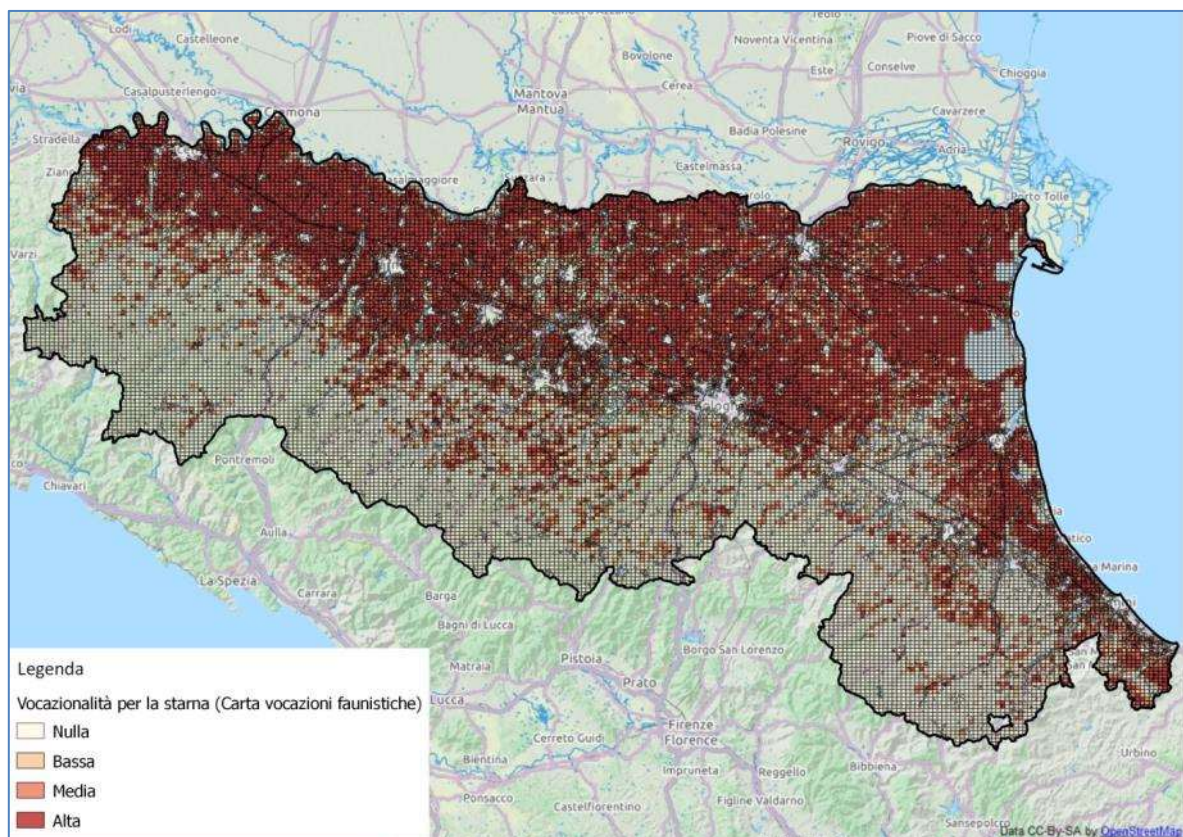 Lodi
Castelleone
Casalpusterlengo
Stradella
Varzi
Bovolone
Mantova
Mantua
Cerea
Noventa Vicentina
Este
Conselve
Piove di Sacco
Chioggia
Cavarzere
Badia Polesine
Rovigo
Adria
Castelmassa
Porto Tolle
Chiavari
Pontremoli
Aulla
La Spezia
Carrara
Barga
Bagni di Lucca
Matraia
Lucca
Pistoia
Prato
Borgo San Lorenzo
Firenze
Florence
Cerreto Guidi
Bientina
Ponsacco
Castelfiorentino
Impruneta
Reggello
Figline Valdarno
Bibbiena
Sansepolcro
Urbino
Legenda
Vocazionalità per la starna (Carta vocazioni faunistiche)
Nulla
Bassa
Media
Alta
Data CC-By-SA by OpenStreetMap